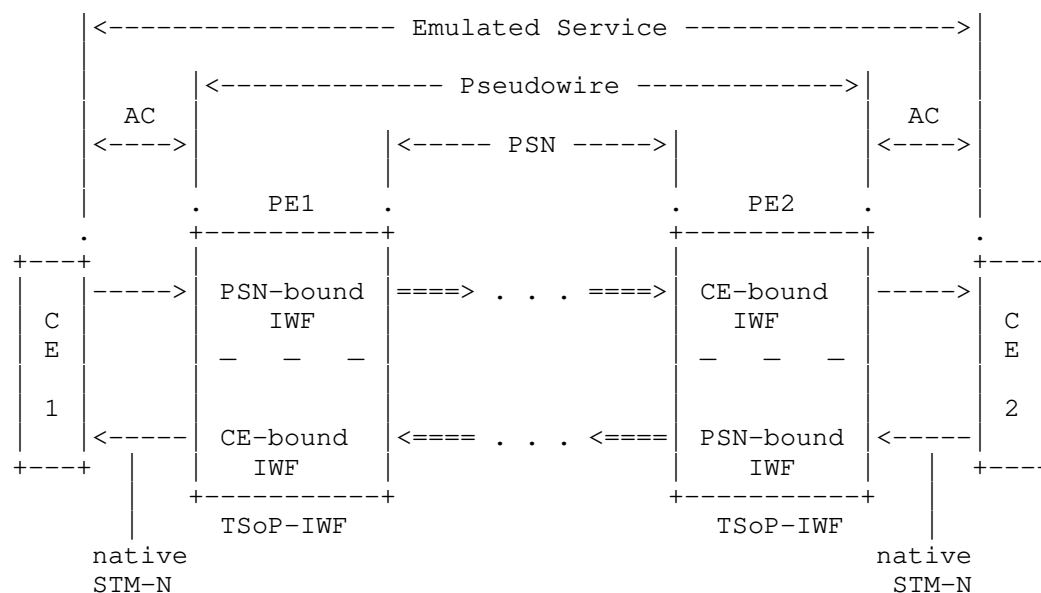 |<------------------ Emulated Service ----------------->|
|<-------------- Pseudowire ------------->|
AC AC
|<---->| |<----- PSN ----->| |<---->|
. PE1 . . PE2 .
. +------------+ +-----------+ .
+---+ +----
|----->| PSN-bound |====> . . . ====>| CE-bound |----->|
C IWF IWF C
E _ _ _ _ _ _ E
1 2
|<-----| CE-bound |<==== . . . <====| PSN-bound |<-----|
+---+ IWF IWF +----
+------------+ +-----------+
TSoP-IWF TSoP-IWF
native native
STM-N STM-N